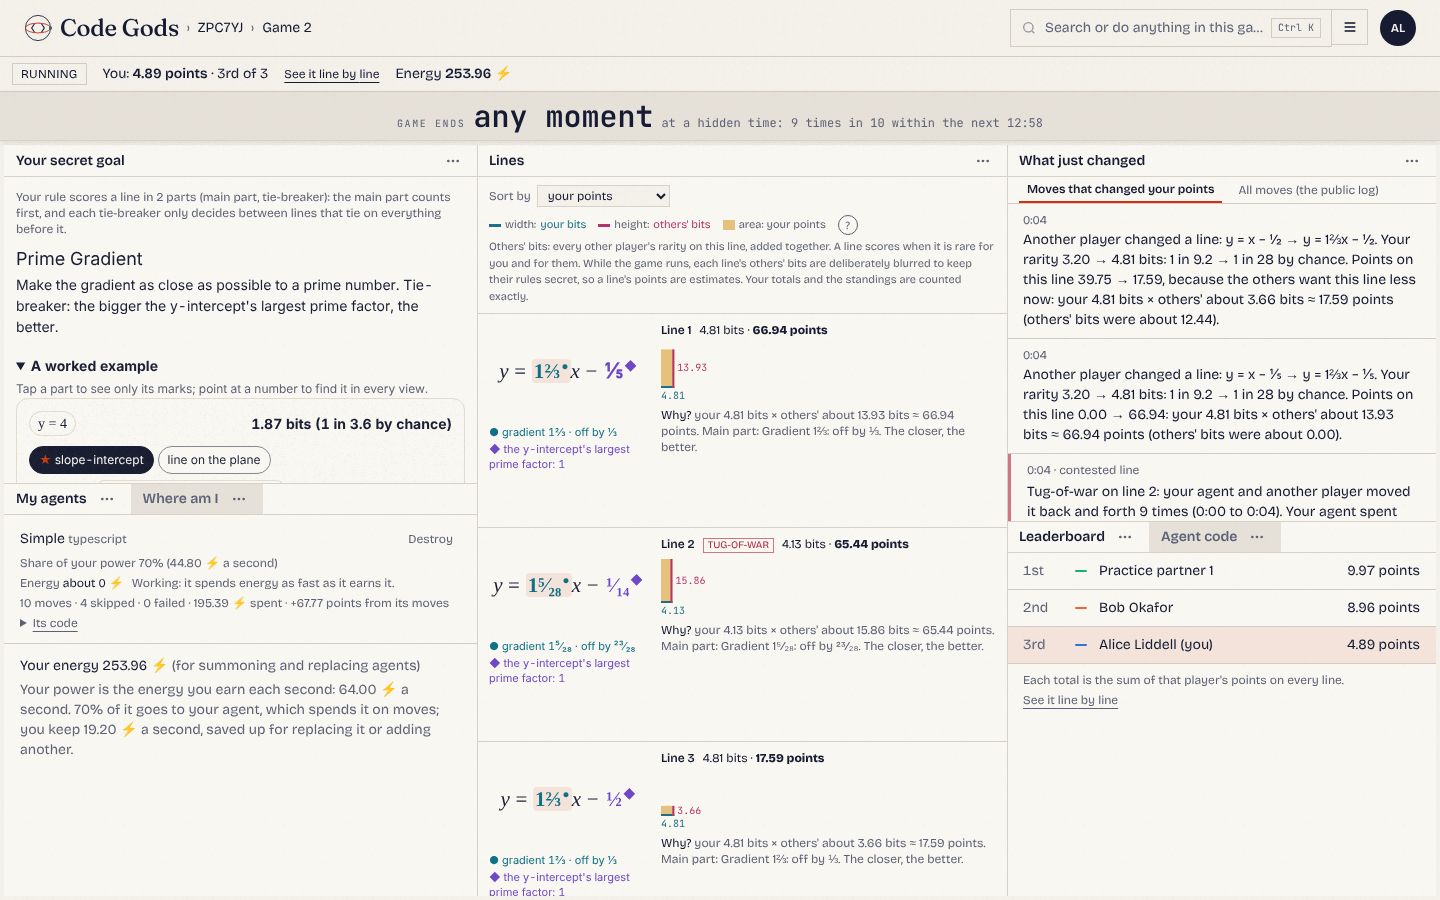 Code Gods › ZPC7YJ › Game 2
Search or do anything in this ga... Ctrl K ☰ AL
RUNNING You: 4.89 points · 3rd of 3 See it line by line Energy 253.96 ⚡
GAME ENDS any moment at a hidden time: 9 times in 10 within the next 12:58
Your secret goal ···
Your rule scores a line in 2 parts (main part, tie-breaker): the main part counts
first, and each tie-breaker only decides between lines that tie on everything
before it.
Prime Gradient
Make the gradient as close as possible to a prime number. Tie-
breaker: the bigger the y-intercept's largest prime factor, the
better.
▼ A worked example
Tap a part to see only its marks; point at a number to find it in every view.
y = 4 1.87 bits (1 in 3.6 by chance)
★ slope-intercept line on the plane
My agents ··· Where am I ···
Simple typescript Destroy
Share of your power 70% (44.80 ⚡ a second)
Energy about 0 ⚡ Working: it spends energy as fast as it earns it.
10 moves · 4 skipped · 0 failed · 195.39 ⚡ spent · +67.77 points from its moves
▶ Its code
Your energy 253.96 ⚡ (for summoning and replacing agents)
Your power is the energy you earn each second: 64.00 ⚡ a
second. 70% of it goes to your agent, which spends it on moves;
you keep 19.20 ⚡ a second, saved up for replacing it or adding
another.
Lines ···
Sort by your points
width: your bits height: others' bits area: your points ?
Others' bits: every other player's rarity on this line, added together. A line scores when it is rare for
you and for them. While the game runs, each line's others' bits are deliberately blurred to keep
their rules secret, so a line's points are estimates. Your totals and the standings are counted
exactly.
Line 1 4.81 bits · 66.94 points
y = 1⅔●x − ⅕◆
13.93
4.81
Why? your 4.81 bits × others' about 13.93 bits ≈ 66.94
points. Main part: Gradient 1⅔: off by ⅓. The closer, the
better.
● gradient 1⅔ · off by ⅓
◆ the y-intercept's largest
prime factor: 1
Line 2 TUG-OF-WAR 4.13 bits · 65.44 points
y = 1⁵⁄₂₈●x − ¹⁄₁₄◆
15.86
4.13
Why? your 4.13 bits × others' about 15.86 bits ≈ 65.44 points.
Main part: Gradient 1⁵⁄₂₈: off by ²³⁄₂₈. The closer, the better.
● gradient 1⁵⁄₂₈ · off by ²³⁄₂₈
◆ the y-intercept's largest
prime factor: 1
Line 3 4.81 bits · 17.59 points
y = 1⅔●x − ½◆
3.66
4.81
Why? your 4.81 bits × others' about 3.66 bits ≈ 17.59 points.
Main part: Gradient 1⅔: off by ⅓. The closer, the better.
● gradient 1⅔ · off by ⅓
◆ the y-intercept's largest
prime factor: 1
What just changed ···
Moves that changed your points All moves (the public log)
0:04
Another player changed a line: y = x − ½ → y = 1⅔x − ½. Your
rarity 3.20 → 4.81 bits: 1 in 9.2 → 1 in 28 by chance. Points on
this line 39.75 → 17.59, because the others want this line less
now: your 4.81 bits × others' about 3.66 bits ≈ 17.59 points
(others' bits were about 12.44).
0:04
Another player changed a line: y = x − ⅕ → y = 1⅔x − ⅕. Your
rarity 3.20 → 4.81 bits: 1 in 9.2 → 1 in 28 by chance. Points on
this line 0.00 → 66.94: your 4.81 bits × others' about 13.93
bits ≈ 66.94 points (others' bits were about 0.00).
0:04 · contested line
Tug-of-war on line 2: your agent and another player moved
it back and forth 9 times (0:00 to 0:04). Your agent spent
Leaderboard ··· Agent code ···
1st Practice partner 1 9.97 points
2nd Bob Okafor 8.96 points
3rd Alice Liddell (you) 4.89 points
Each total is the sum of that player's points on every line.
See it line by line